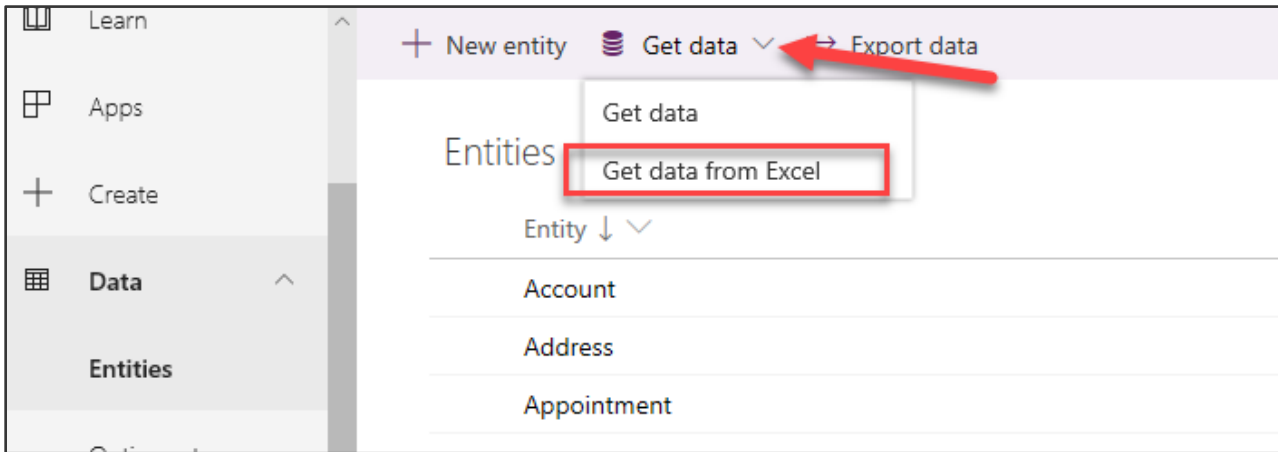 Learn
New entity Get data Export data
Apps
Get data
Entities
Get data from Excel
Create
Entity
Data
Account
Address
Entities
Appointment